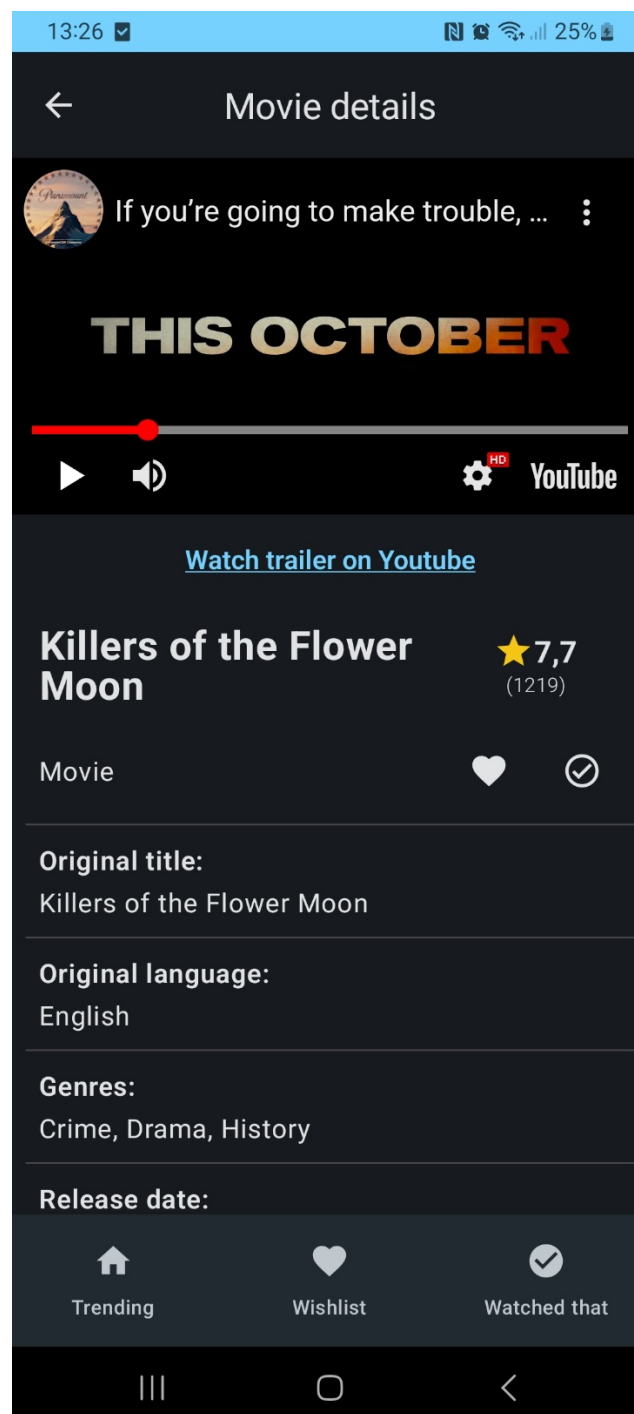 13:26
25%
Movie details
Paramount
If you’re going to make trouble, ...
THIS OCTOBER
HD
YouTube
Watch trailer on Youtube
Killers of the Flower
Moon
7,7
(1219)
Movie
Original title:
Killers of the Flower Moon
Original language:
English
Genres:
Crime, Drama, History
Release date:
Trending
Wishlist
Watched that